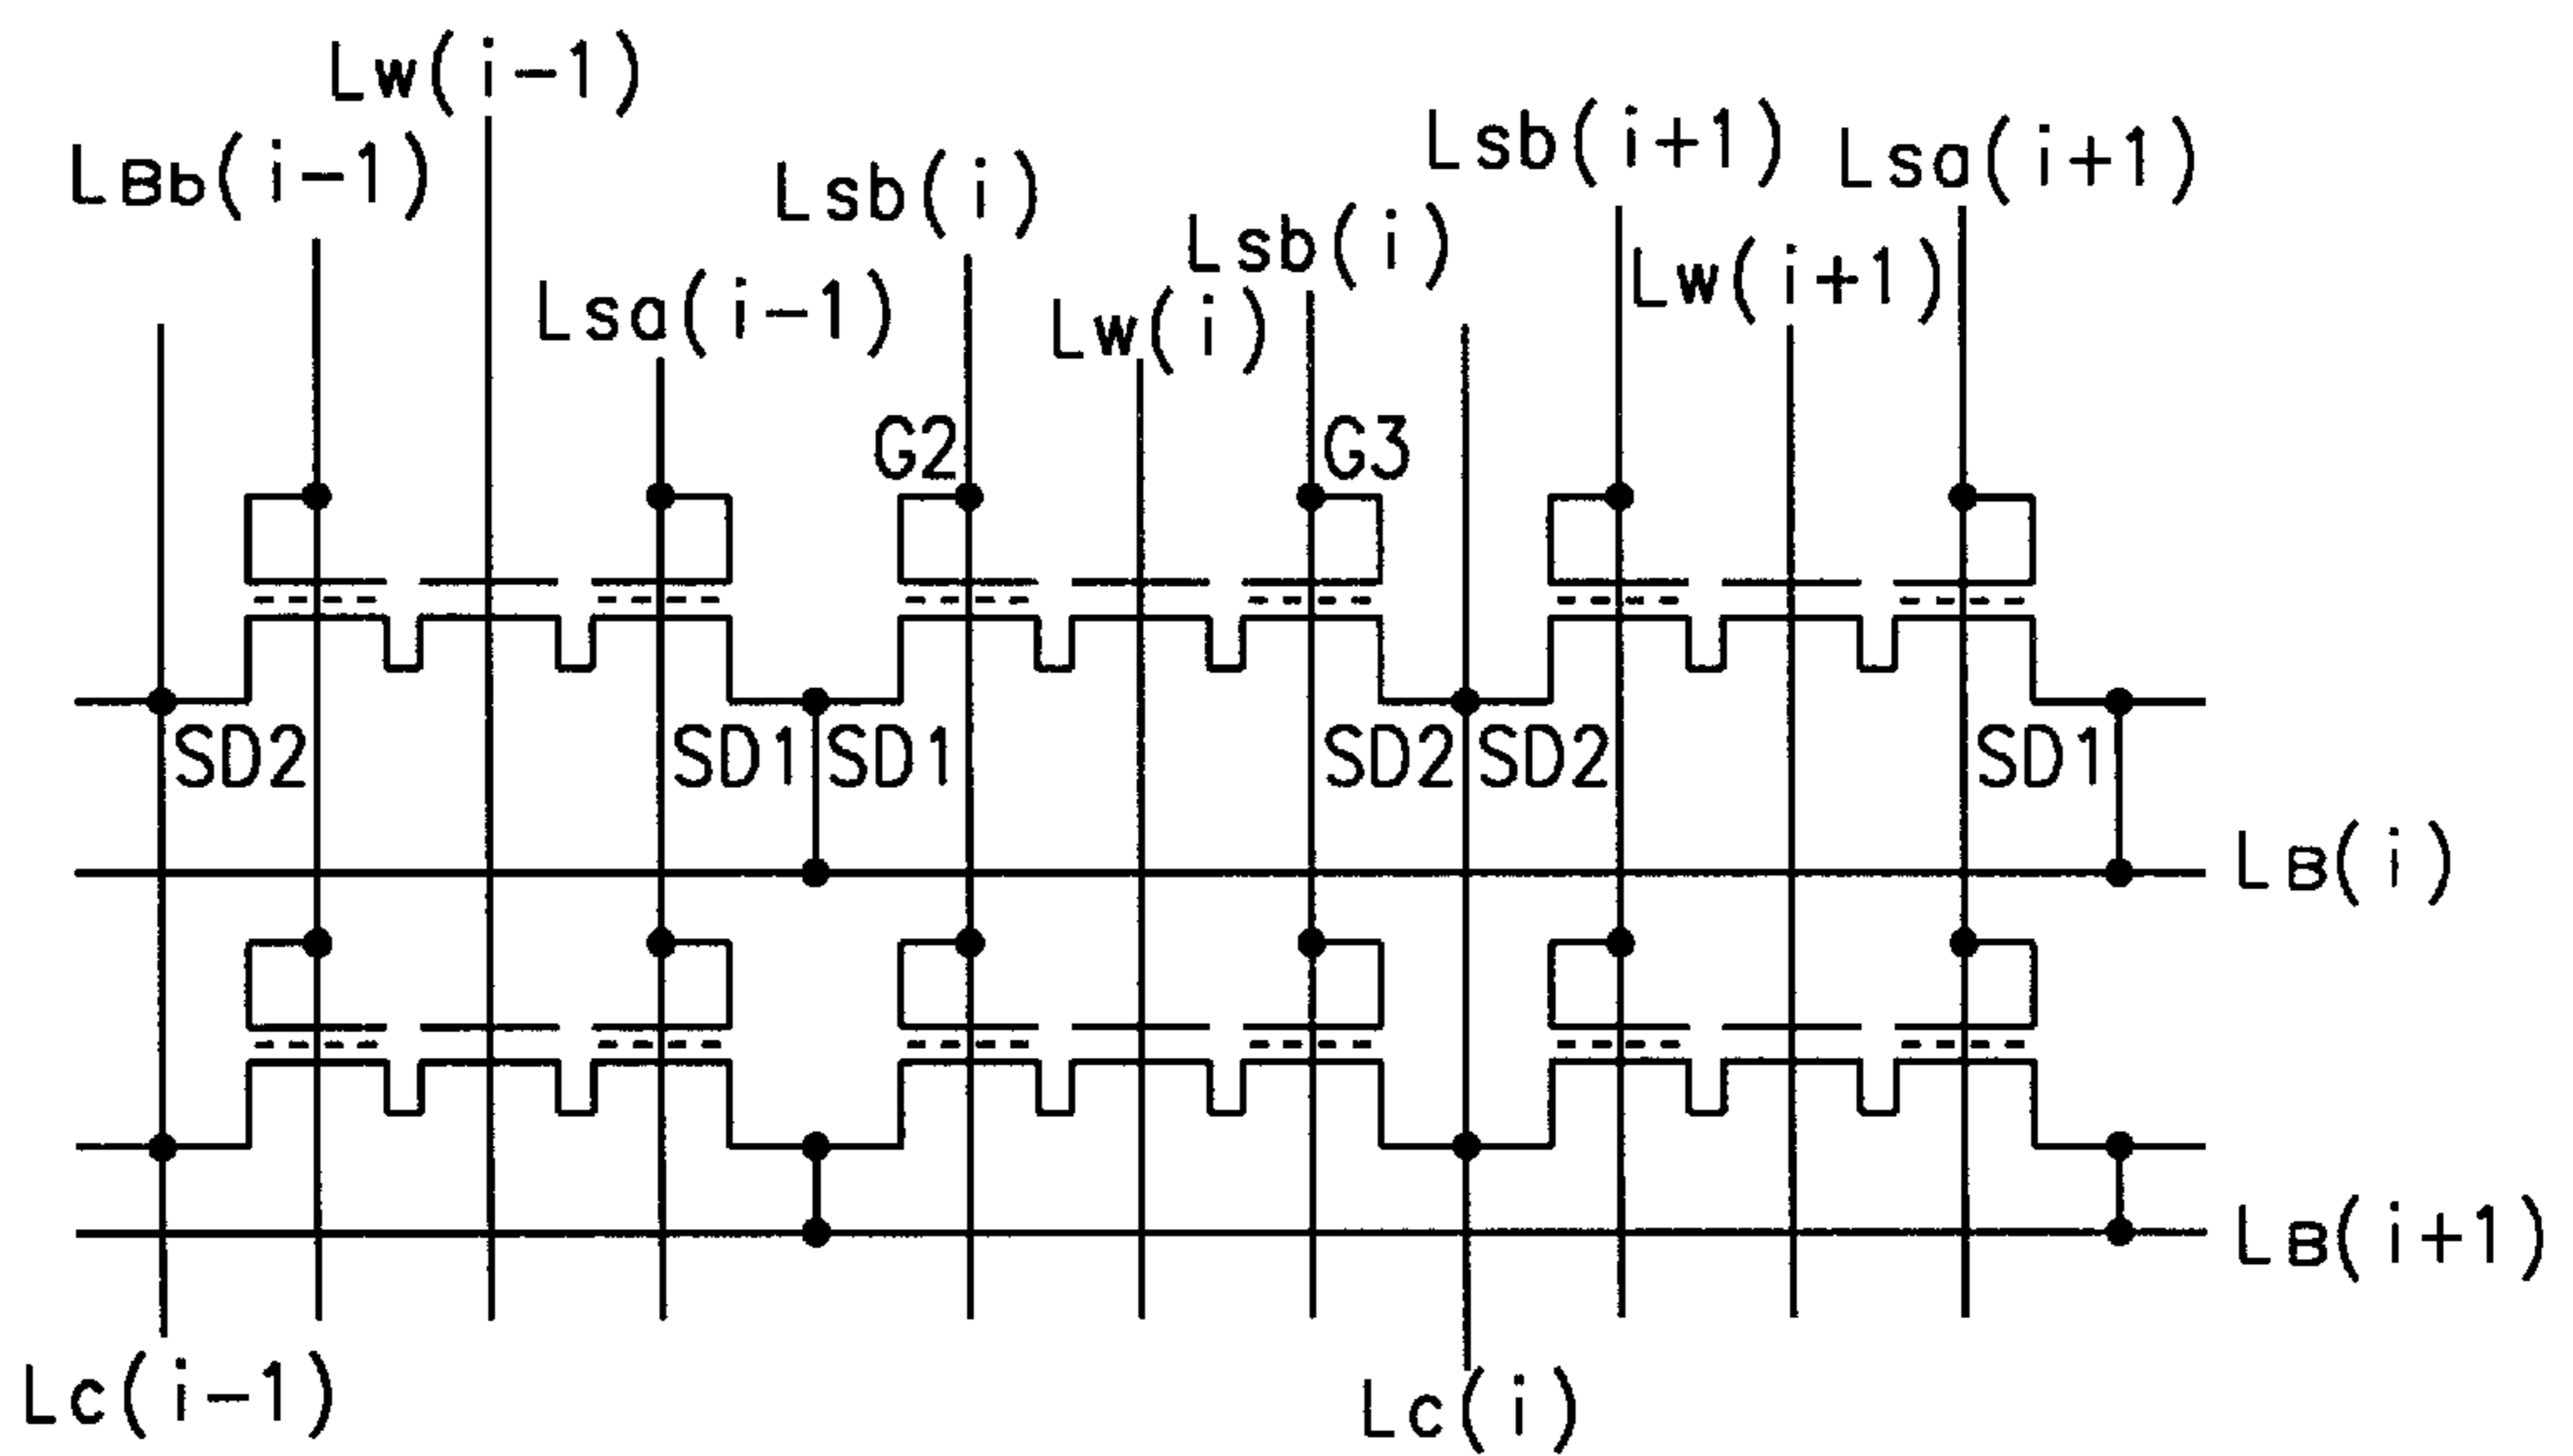 Lw(i-1)
LBb(i-1)
Lsb(i)
Lsb(i+1)
Lsa(i+1)
Lsa(i-1)
Lw(i)
Lsb(i)
Lw(i+1)
G2
G3
SD2
SD1
SD1
SD2
SD2
SD1
LB(i)
LB(i+1)
Lc(i-1)
Lc(i)